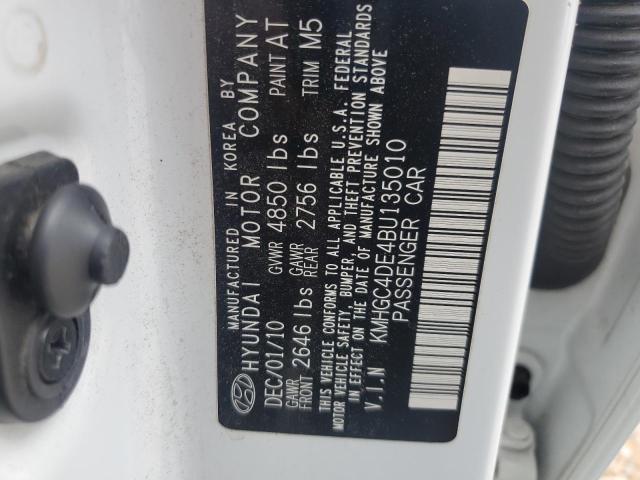 MANUFACTURED IN KOREA BY
HYUNDAI MOTOR COMPANY
DEC/01/10 GVWR 4850 lbs PAINT AT
GAWR FRONT 2646 lbs GAWR REAR 2756 lbs TRIM M5
THIS VEHICLE CONFORMS TO ALL APPLICABLE U.S.A. FEDERAL
MOTOR VEHICLE SAFETY, BUMPER, AND THEFT PREVENTION STANDARDS
IN EFFECT ON THE DATE OF MANUFACTURE SHOWN ABOVE
V.I.N KMHGC4DE4BU135010
PASSENGER CAR